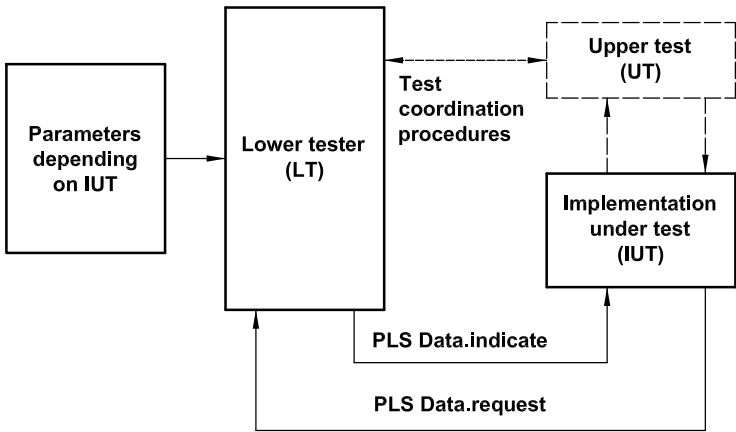 Parameters
depending
on IUT
Lower tester
(LT)
Test
coordination
procedures
Upper test
(UT)
Implementation
under test
(IUT)
PLS Data.indicate
PLS Data.request